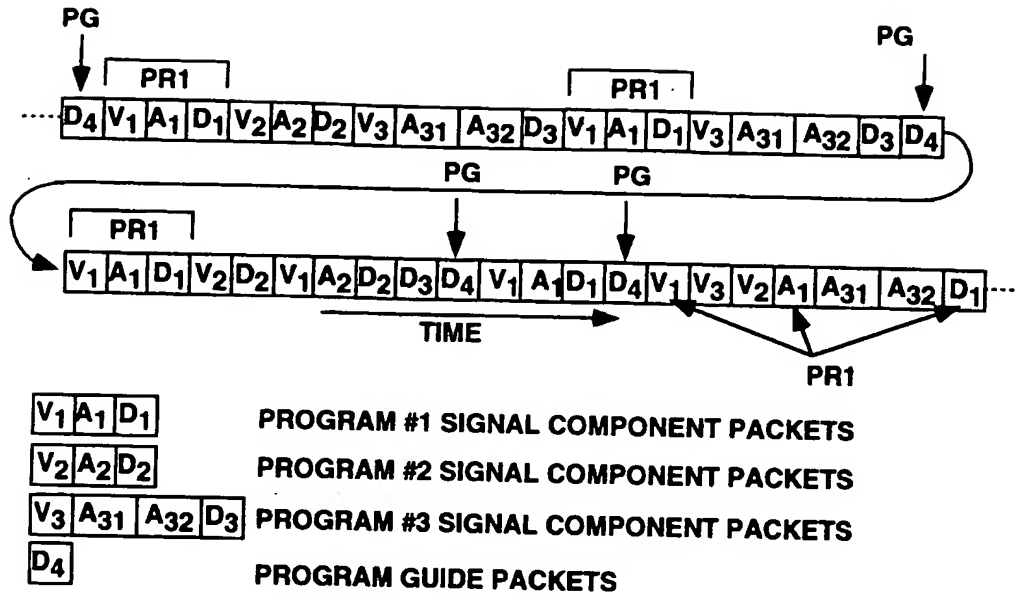 PG
PG
PR1
PR1
D4 V1 A1 D1 V2 A2 D2 V3 A31 A32 D3 V1 A1 D1 V3 A31 A32 D3 D4
PG
PG
PR1
V1 A1 D1 V2 D2 V1 A2 D2 D3 D4 V1 A1 D1 D4 V1 V3 V2 A1 A31 A32 D1
TIME
PR1
V1 A1 D1 PROGRAM #1 SIGNAL COMPONENT PACKETS
V2 A2 D2 PROGRAM #2 SIGNAL COMPONENT PACKETS
V3 A31 A32 D3 PROGRAM #3 SIGNAL COMPONENT PACKETS
D4 PROGRAM GUIDE PACKETS